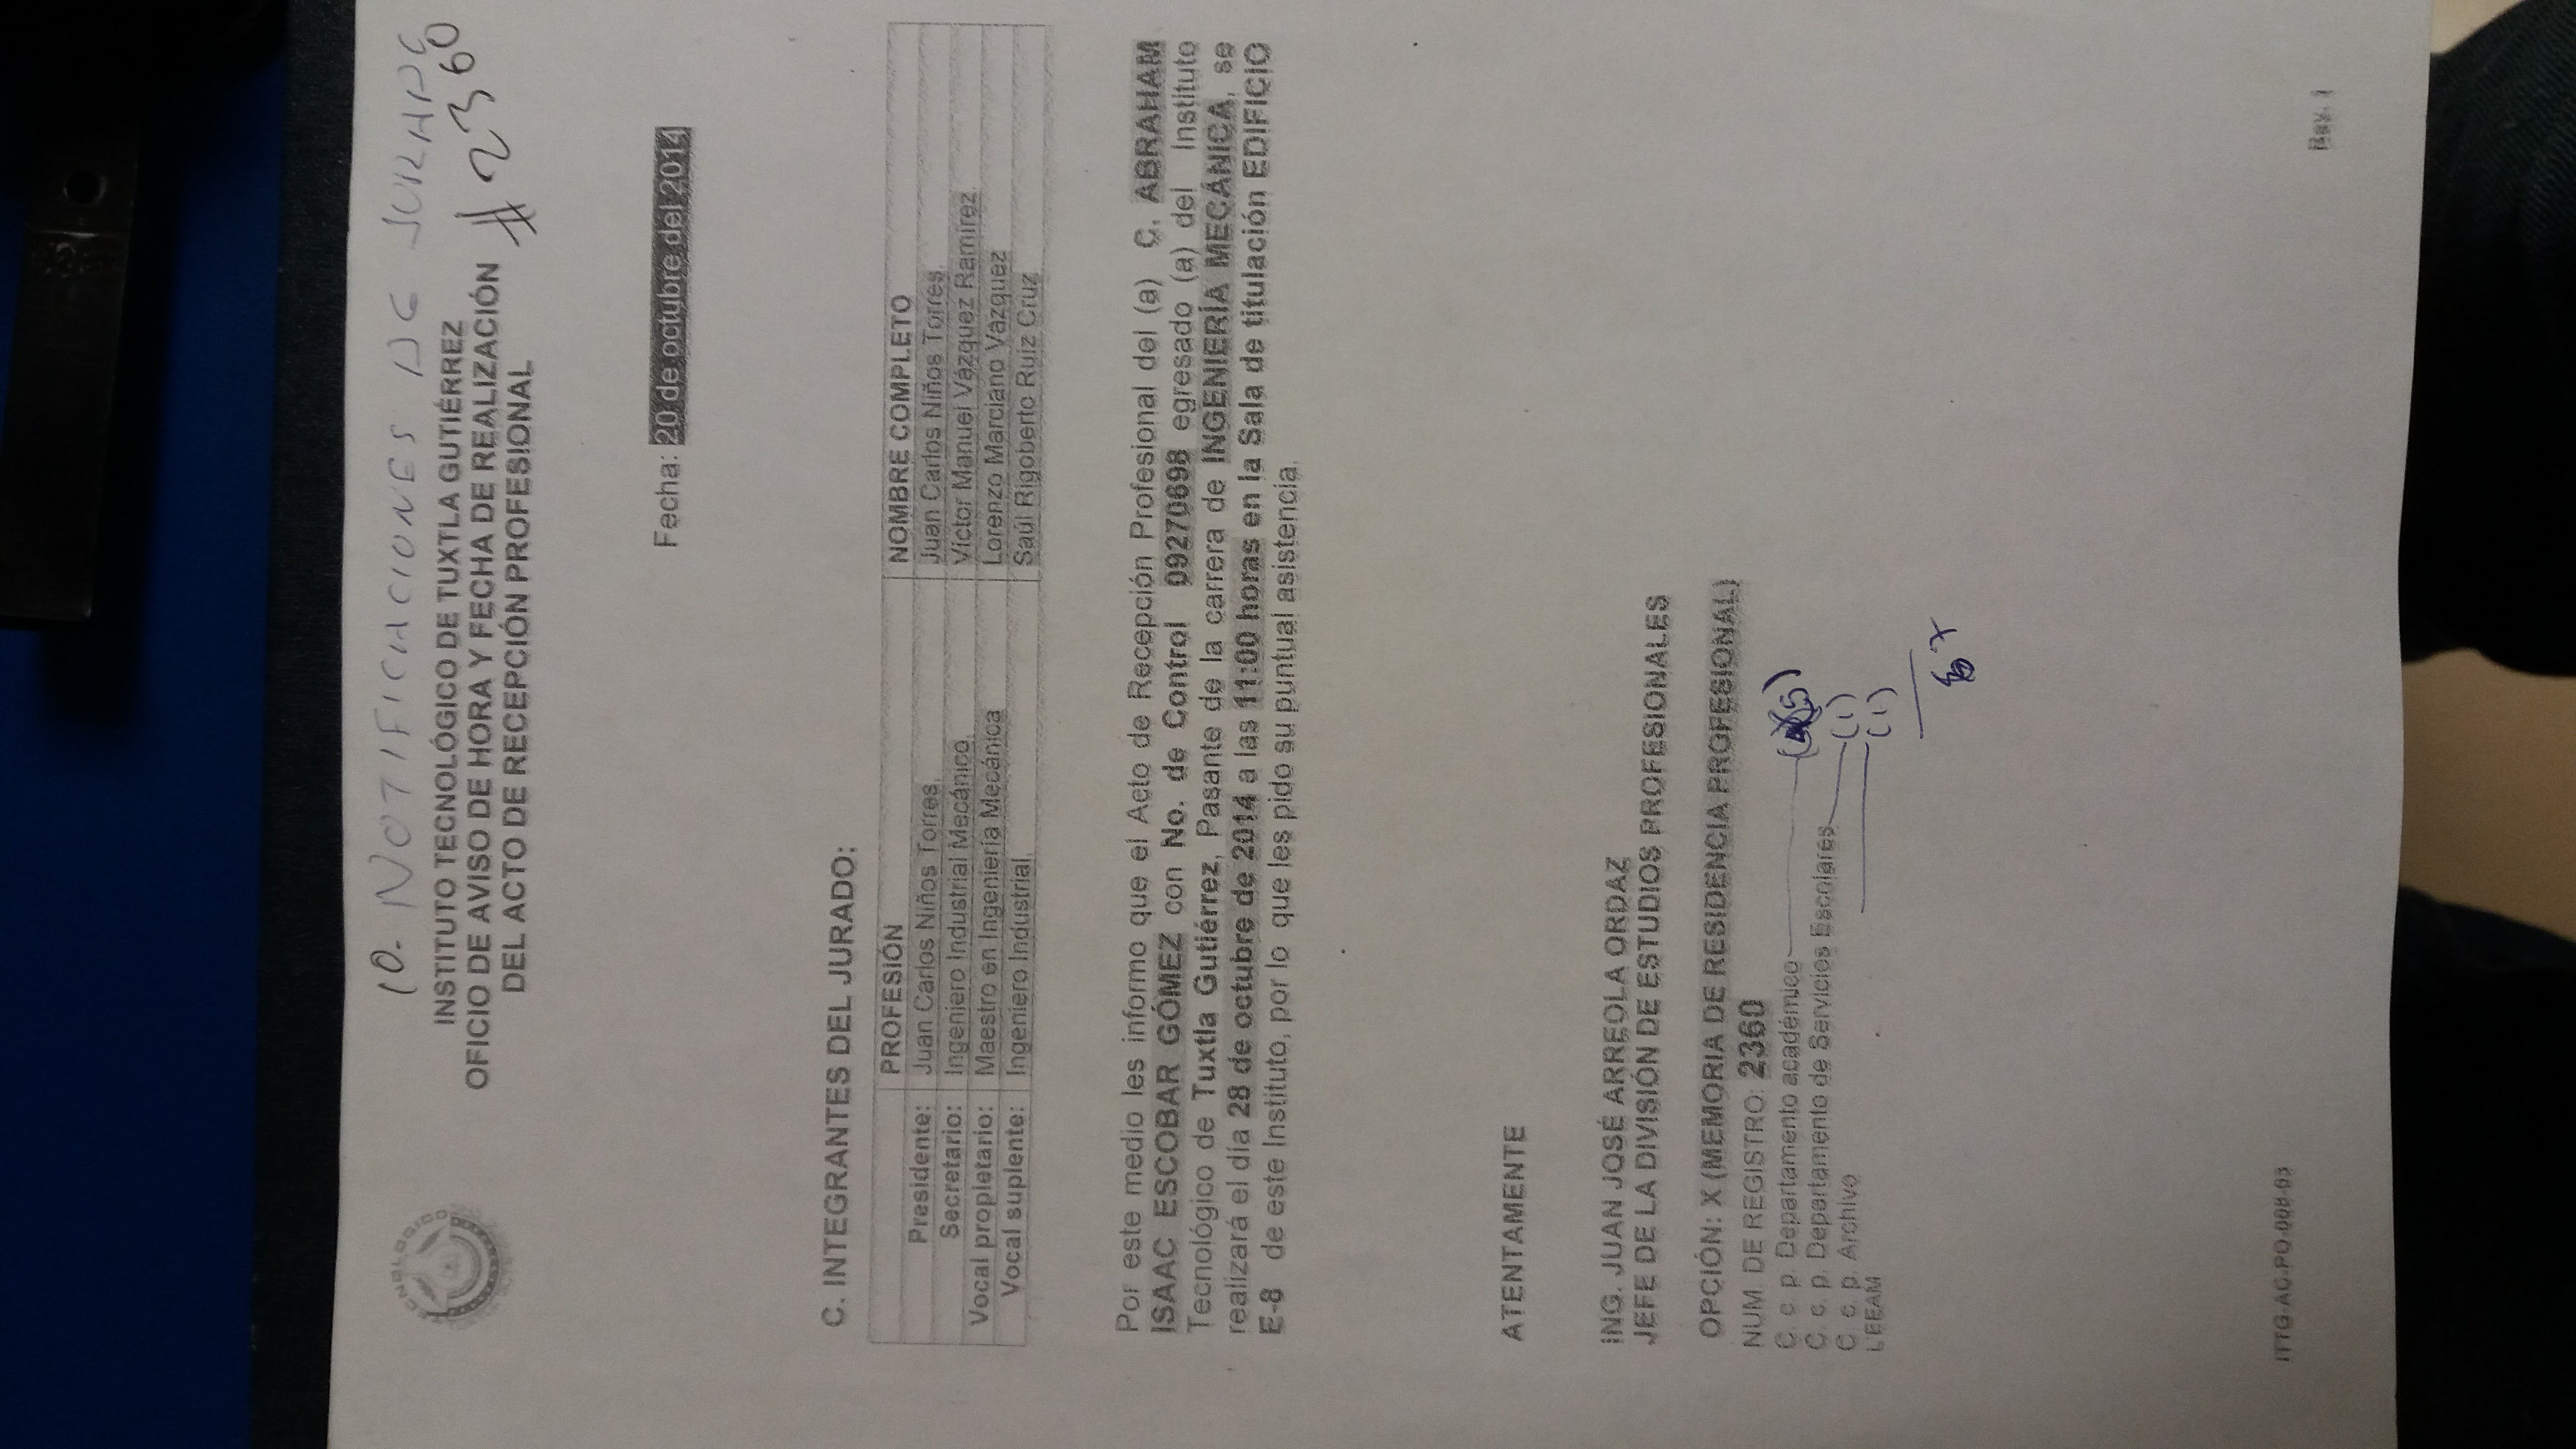 10. NOTIFICIACIONES DE JURADO
# 2360
TECNOLOGICO
INSTITUTO TECNOLÓGICO DE TUXTLA GUTIÉRREZ
OFICIO DE AVISO DE HORA Y FECHA DE REALIZACIÓN
DEL ACTO DE RECEPCIÓN PROFESIONAL
Fecha: 20 de octubre del 2014
C. INTEGRANTES DEL JURADO:
PROFESIÓN NOMBRE COMPLETO
Presidente: Juan Carlos Niños Torres, Juan Carlos Niños Torres
Secretario: Ingeniero Industrial Mecánico, Víctor Manuel Vázquez Ramírez
Vocal propietario: Maestro en Ingeniería Mecánica Lorenzo Marciano Vázquez
Vocal suplente: Ingeniero Industrial, Saúl Rigoberto Ruiz Cruz
Por este medio les informo que el Acto de Recepción Profesional del (a) C. ABRAHAM
ISAAC ESCOBAR GÓMEZ con No. de Control 09270698 egresado (a) del Instituto
Tecnológico de Tuxtla Gutiérrez, Pasante de la carrera de INGENIERÍA MECÁNICA, se
realizará el día 28 de octubre de 2014 a las 11:00 horas en la Sala de titulación EDIFICIO
E-8 de este Instituto, por lo que les pido su puntual asistencia.
ATENTAMENTE
ING. JUAN JOSÉ ARREOLA ORDAZ
JEFE DE LA DIVISIÓN DE ESTUDIOS PROFESIONALES
OPCIÓN: X (MEMORIA DE RESIDENCIA PROFESIONAL)
NUM. DE REGISTRO: 2360
C. c. p. Departamento académico (5)
C. c. p. Departamento de Servicios Escolares (1)
C. c. p. Archivo (1)
L'EEAM
7
ITTG-AC-PO-008-03
Rev. 1